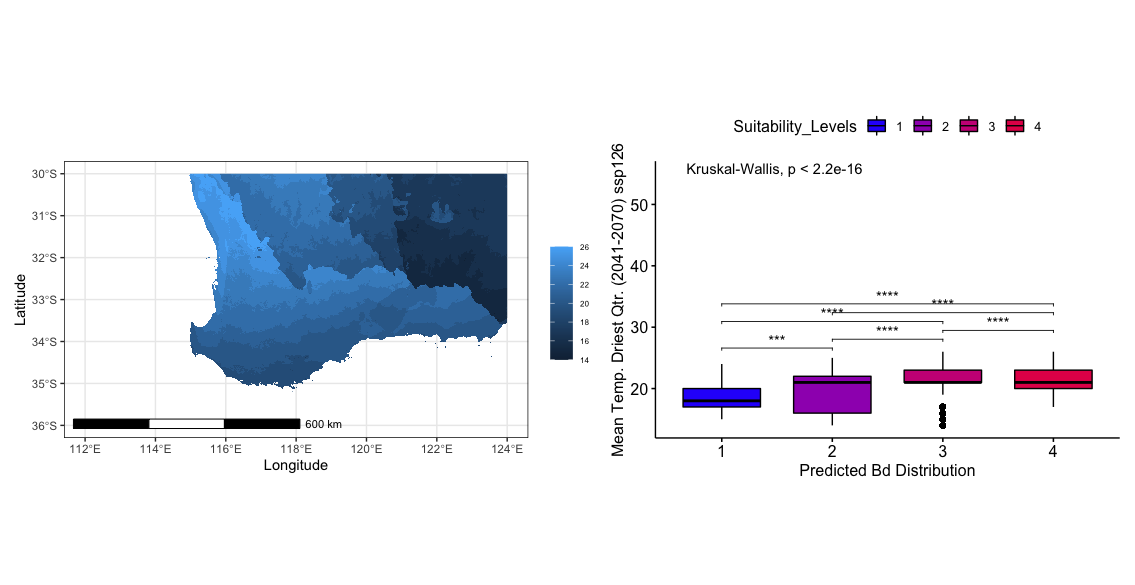 30°S
31°S
32°S
33°S
34°S
35°S
36°S
Latitude
112°E 114°E 116°E 118°E 120°E 122°E 124°E
Longitude
600 km
26
24
22
20
18
16
14
Suitability_Levels 1 2 3 4
Kruskal-Wallis, p < 2.2e-16
Mean Temp. Driest Qtr. (2041-2070) ssp126
50
40
30
20
****
****
****
****
****
***
1 2 3 4
Predicted Bd Distribution